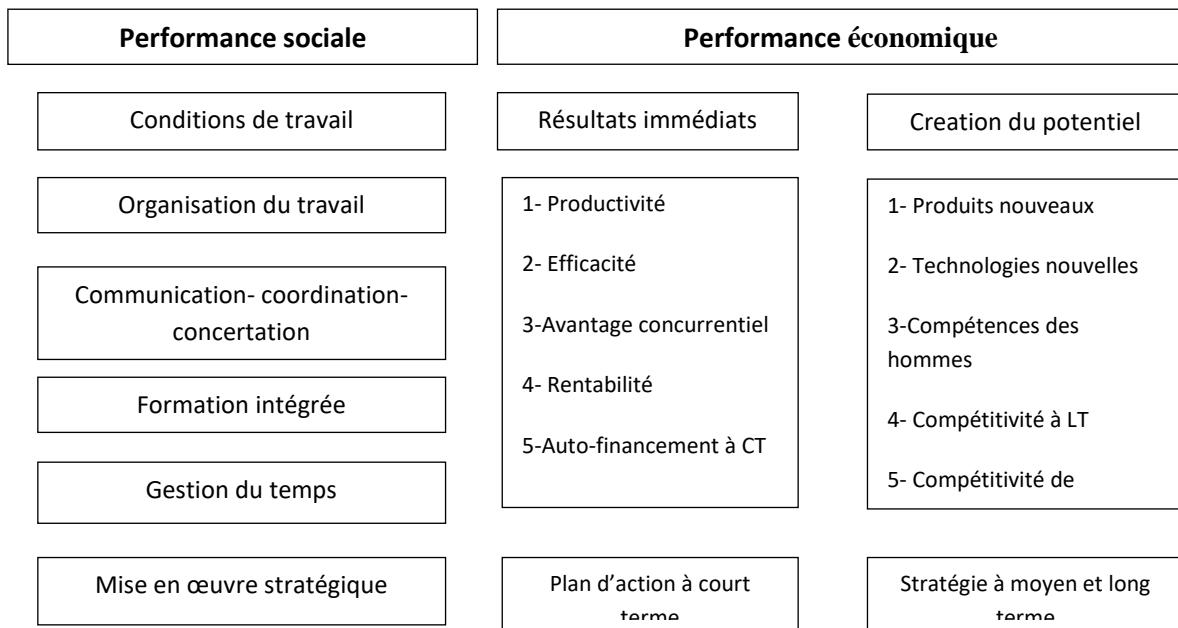 Performance sociale
Performance économique
Conditions de travail
Organisation du travail
Communication- coordination-
concertation
Formation intégrée
Gestion du temps
Mise en œuvre stratégique
Résultats immédiats
1- Productivité
2- Efficacité
3-Avantage concurrentiel
4- Rentabilité
5-Auto-financement à CT
Plan d’action à court
terme
Creation du potentiel
1- Produits nouveaux
2- Technologies nouvelles
3-Compétences des
hommes
4- Compétitivité à LT
5- Compétitivité de
Stratégie à moyen et long
terme